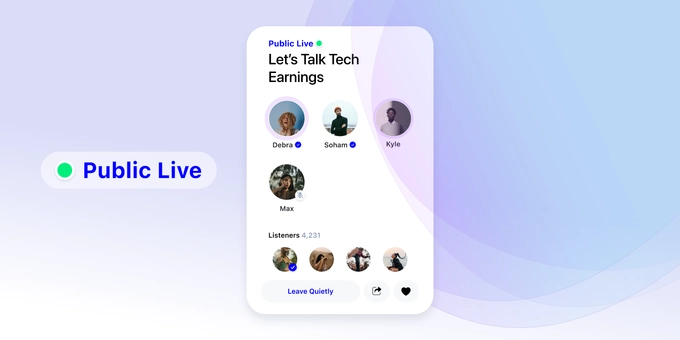 Public Live
Public Live
Let's Talk Tech
Earnings
Debra
Soham
Kyle
Max
Listeners 4,231
Leave Quietly